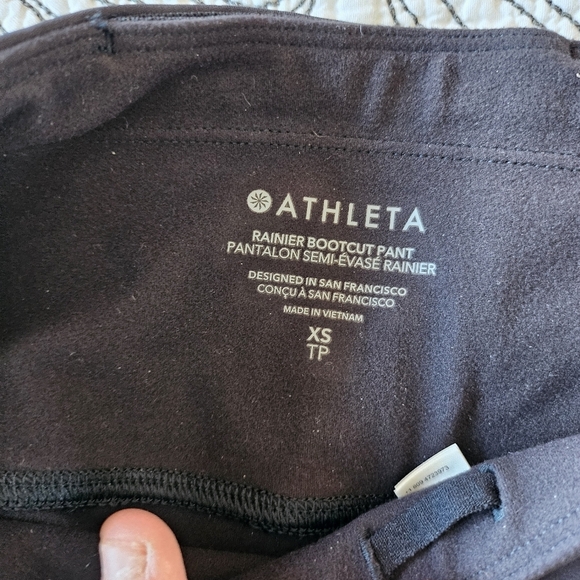 ATHLETA
RAINIER BOOTCUT PANT
PANTALON SEMI-ÉVASÉ RAINIER
DESIGNED IN SAN FRANCISCO
CONÇU À SAN FRANCISCO
MADE IN VIETNAM
XS
TP